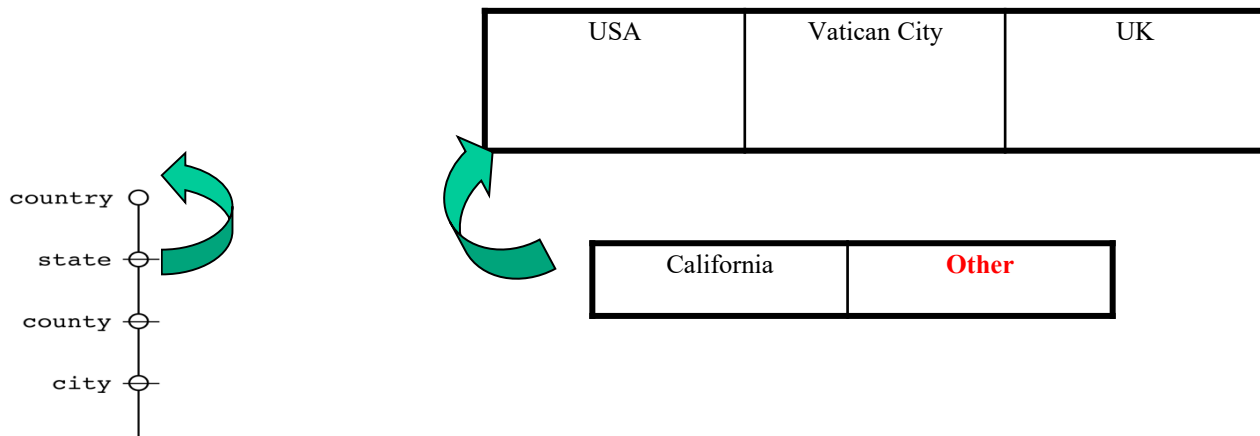 USA Vatican City UK
country
state
county
city
California Other